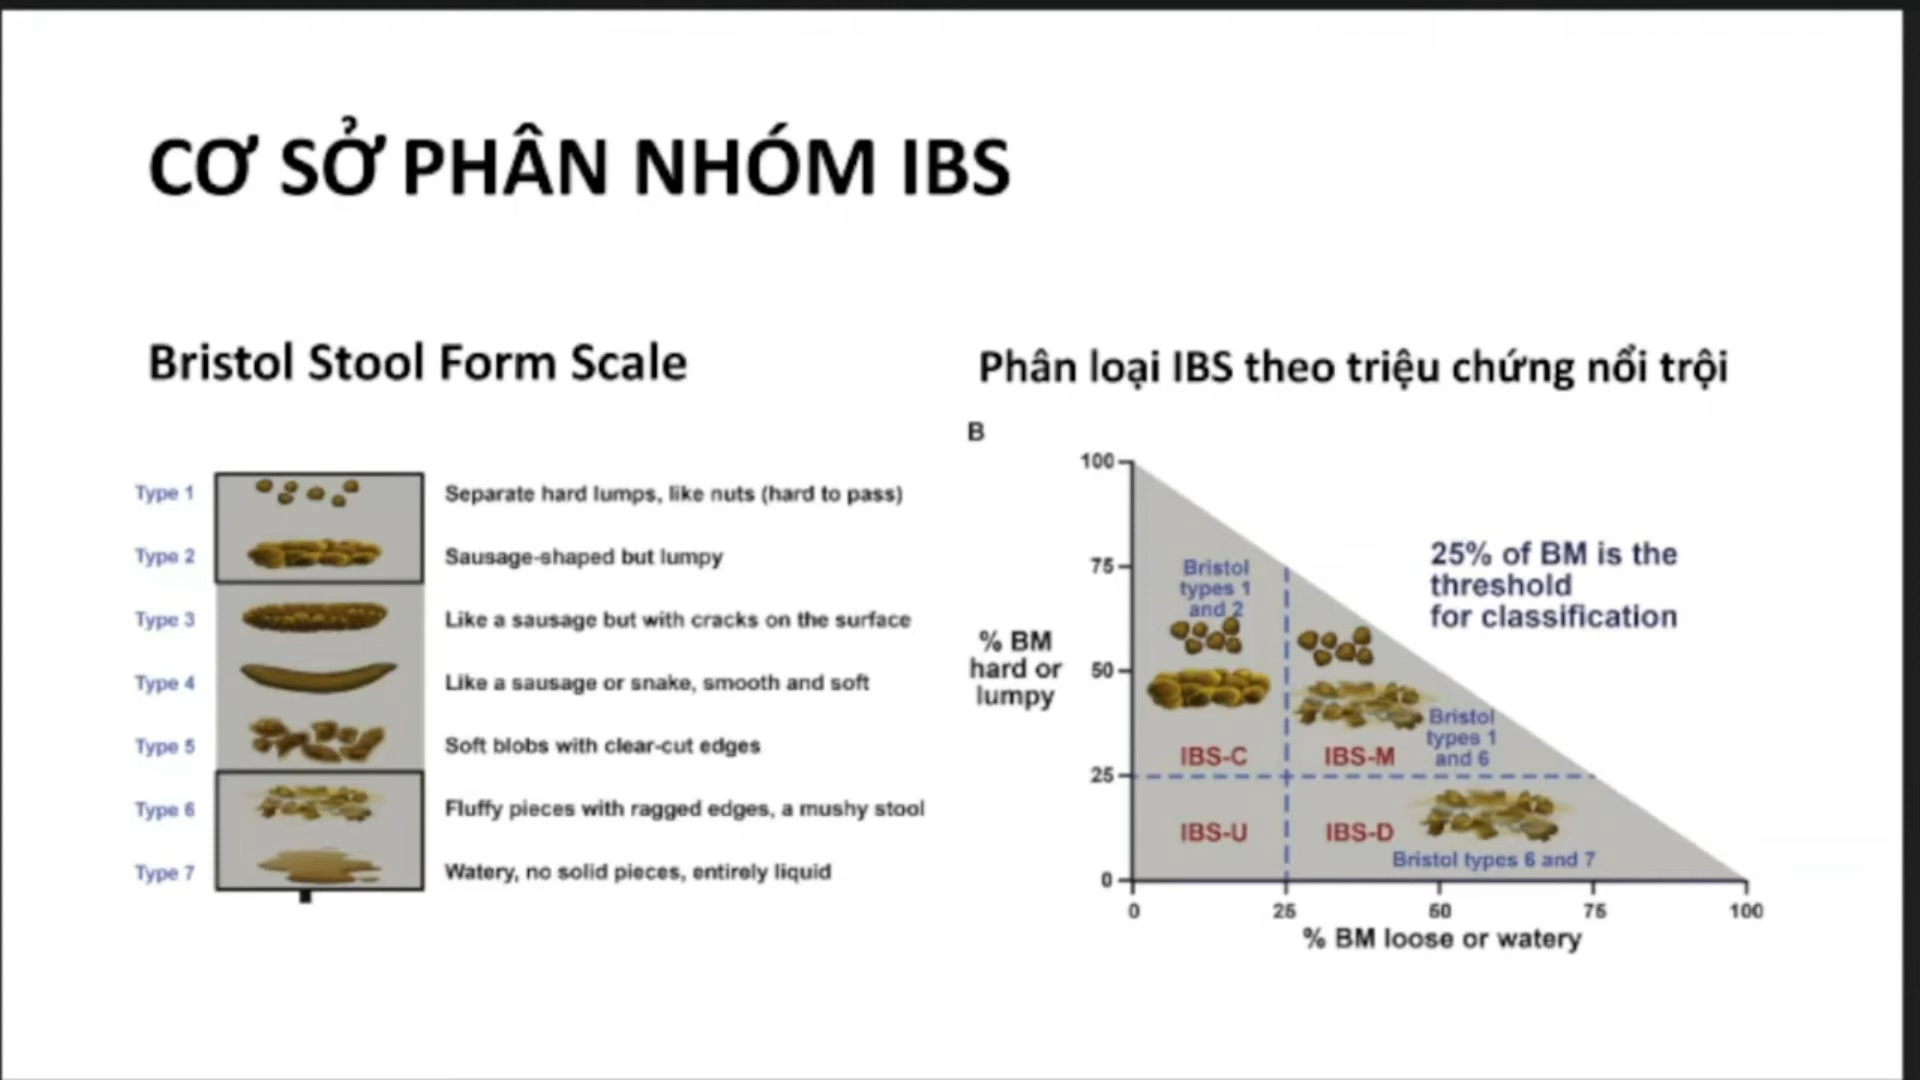 CƠ SỞ PHÂN NHÓM IBS
Bristol Stool Form Scale
Type 1 Separate hard lumps, like nuts (hard to pass)
Type 2 Sausage-shaped but lumpy
Type 3 Like a sausage but with cracks on the surface
Type 4 Like a sausage or snake, smooth and soft
Type 5 Soft blobs with clear-cut edges
Type 6 Fluffy pieces with ragged edges, a mushy stool
Type 7 Watery, no solid pieces, entirely liquid
Phân loại IBS theo triệu chứng nổi trội
B
100
75
50
25
0
% BM
hard or
lumpy
Bristol
types 1
and 2
25% of BM is the
threshold
for classification
Bristol
types 1
and 6
IBS-C
IBS-M
IBS-U
IBS-D
Bristol types 6 and 7
0 25 50 75 100
% BM loose or watery